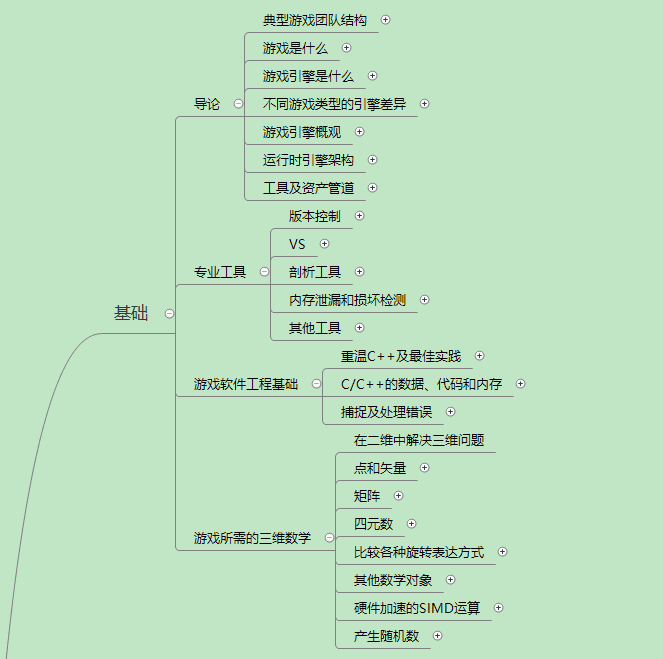 基础
导论
典型游戏团队结构
游戏是什么
游戏引擎是什么
不同游戏类型的引擎差异
游戏引擎概观
运行时引擎架构
工具及资产管道
专业工具
版本控制
VS
剖析工具
内存泄漏和损坏检测
其他工具
游戏软件工程基础
重温C++及最佳实践
C/C++的数据、代码和内存
捕捉及处理错误
游戏所需的三维数学
在二维中解决三维问题
点和矢量
矩阵
四元数
比较各种旋转表达方式
其他数学对象
硬件加速的SIMD运算
产生随机数